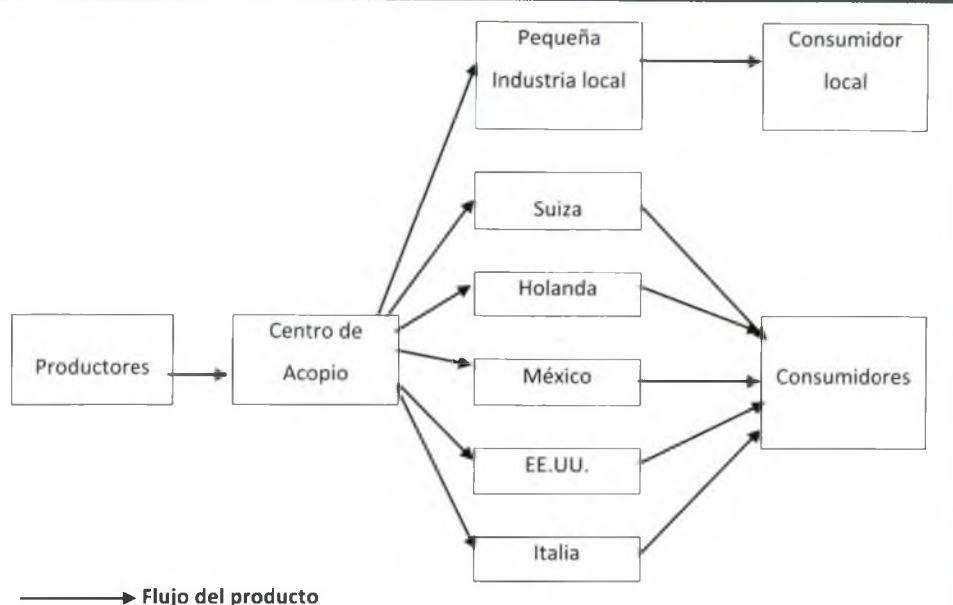 Pequeña
Industria local
Consumidor
local
Suiza
Holanda
Centro de
Acopio
Productores
México
Consumidores
EE.UU.
Italia
Flujo del producto